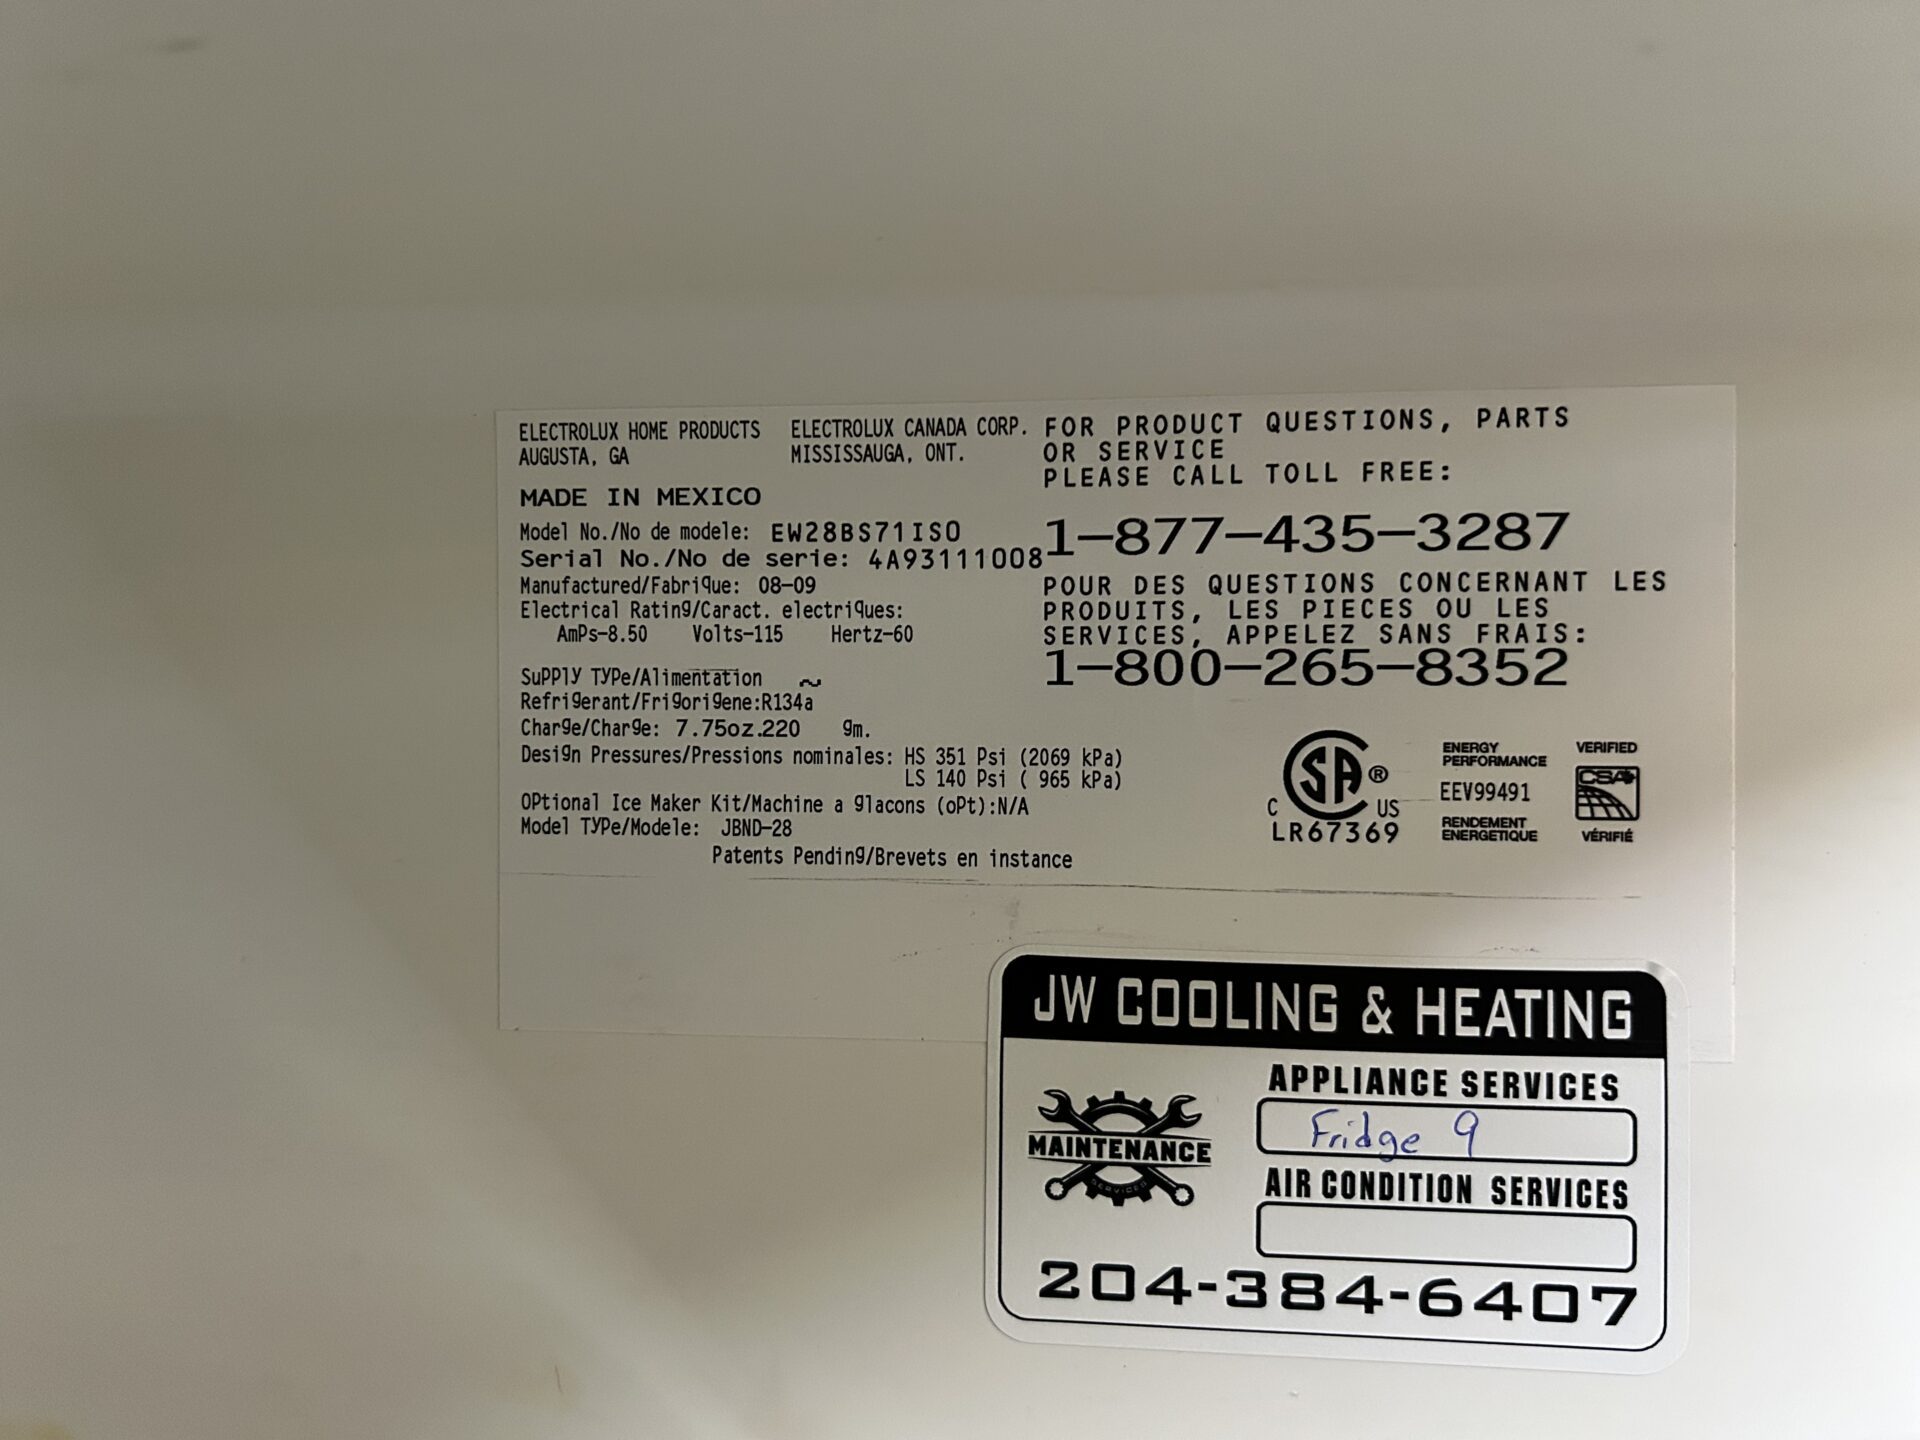 ELECTROLUX HOME PRODUCTS
AUGUSTA, GA
ELECTROLUX CANADA CORP.
MISSISSAUGA, ONT.
MADE IN MEXICO
Model No./No de modele: EW28BS71ISO
Serial No./No de serie: 4A93111008
Manufactured/Fabrique: 08-09
Electrical Rating/Caract. electriques:
Amps-8.50 Volts-115 Hertz-60
Supply Type/Alimentation ~
Refrigerant/Frigorigene:R134a
Charge/Charge: 7.75oz.220 gm.
Design Pressures/Pressions nominales: HS 351 Psi (2069 kPa)
LS 140 Psi ( 965 kPa)
Optional Ice Maker Kit/Machine a glacons (opt):N/A
Model Type/Modele: JBND-28
Patents Pending/Brevets en instance
FOR PRODUCT QUESTIONS, PARTS
OR SERVICE
PLEASE CALL TOLL FREE:
1-877-435-3287
POUR DES QUESTIONS CONCERNANT LES
PRODUITS, LES PIECES OU LES
SERVICES, APPELEZ SANS FRAIS:
1-800-265-8352
C SA ® US
LR67369
ENERGY
PERFORMANCE
EEV99491
RENDEMENT
ENERGETIQUE
VERIFIED
CSA
VÉRIFIÉ
JW COOLING & HEATING
MAINTENANCE
SERVICES
APPLIANCE SERVICES
Fridge 9
AIR CONDITION SERVICES
204-384-6407